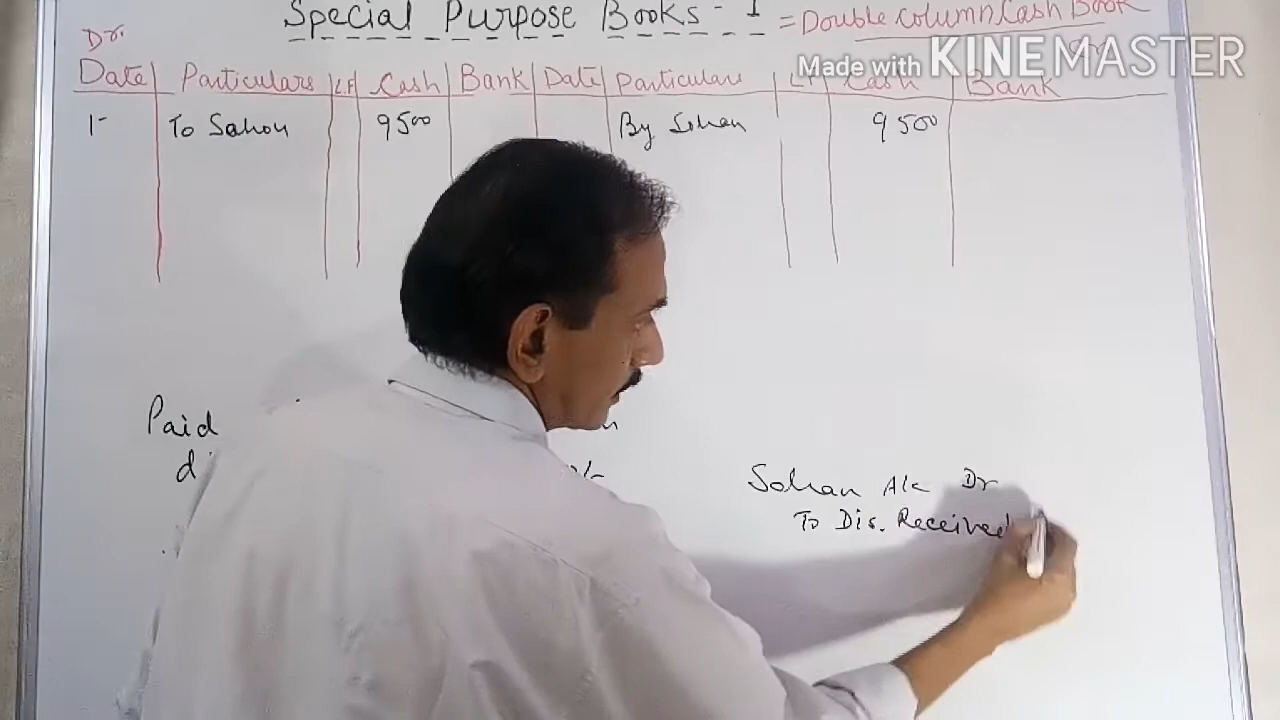 Special Purpose Books - I = Double Column Cash Book
Dr.
Made with KINEMASTER
Date Particulars L.F Cash Bank Date Particulars L.F Cash Bank
1- To Sohan 9500 By Sohan 9500
Paid
Sohan A/c Dr
To Dis. Received